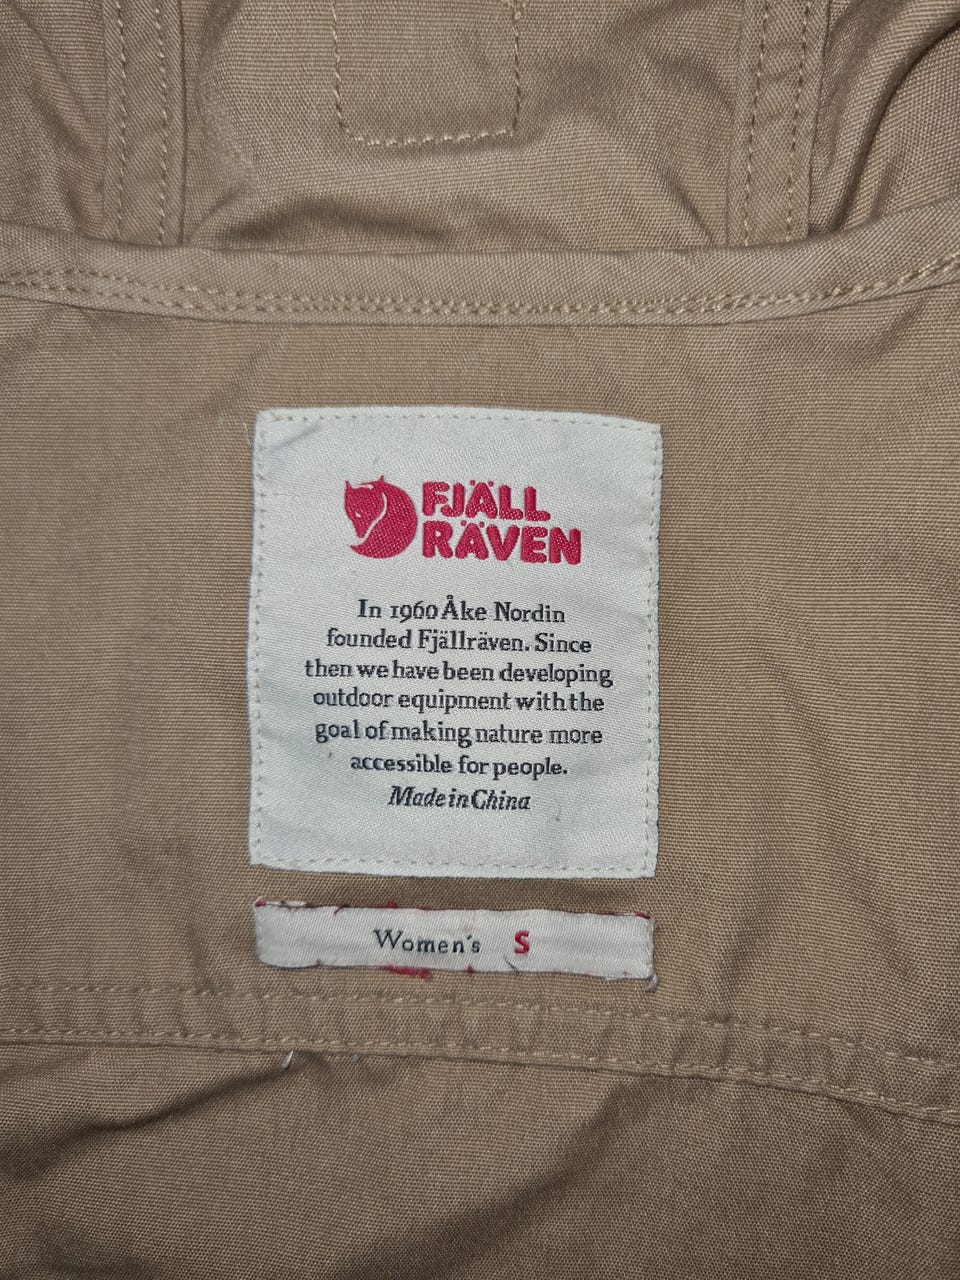 FJÄLL
RÄVEN
In 1960 Åke Nordin
founded Fjällräven. Since
then we have been developing
outdoor equipment with the
goal of making nature more
accessible for people.
Made in China
Women's S